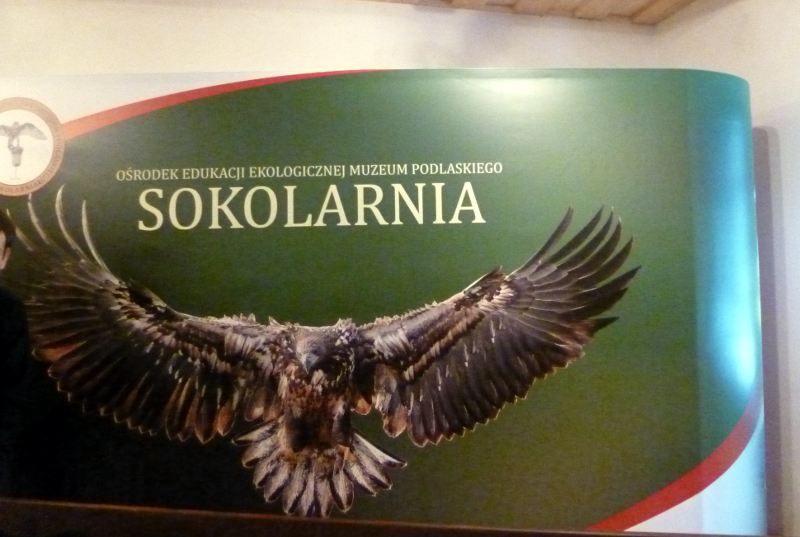 OŚRODEK EDUKACJI EKOLOGICZNEJ MUZEUM PODLASKIEGO
SOKOLARNIA